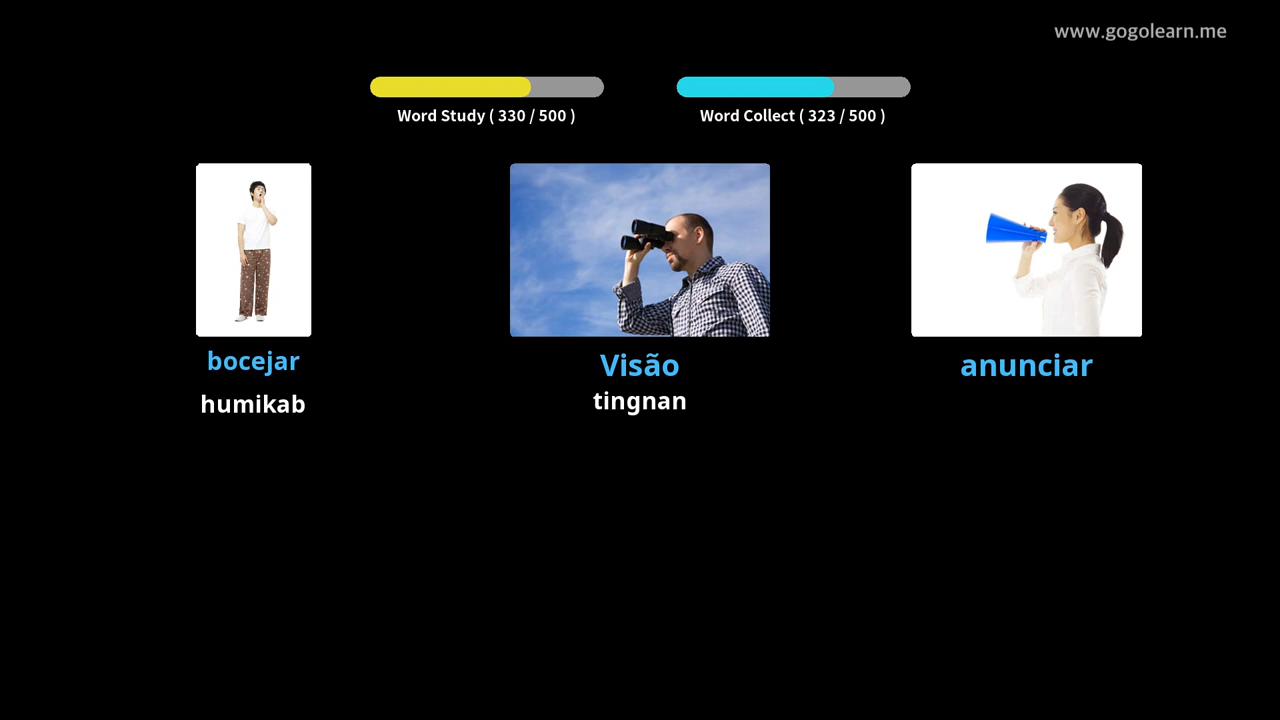 www.gogolearn.me
Word Study ( 330 / 500 )
Word Collect ( 323 / 500 )
bocejar
humikab
Visão
tingnan
anunciar